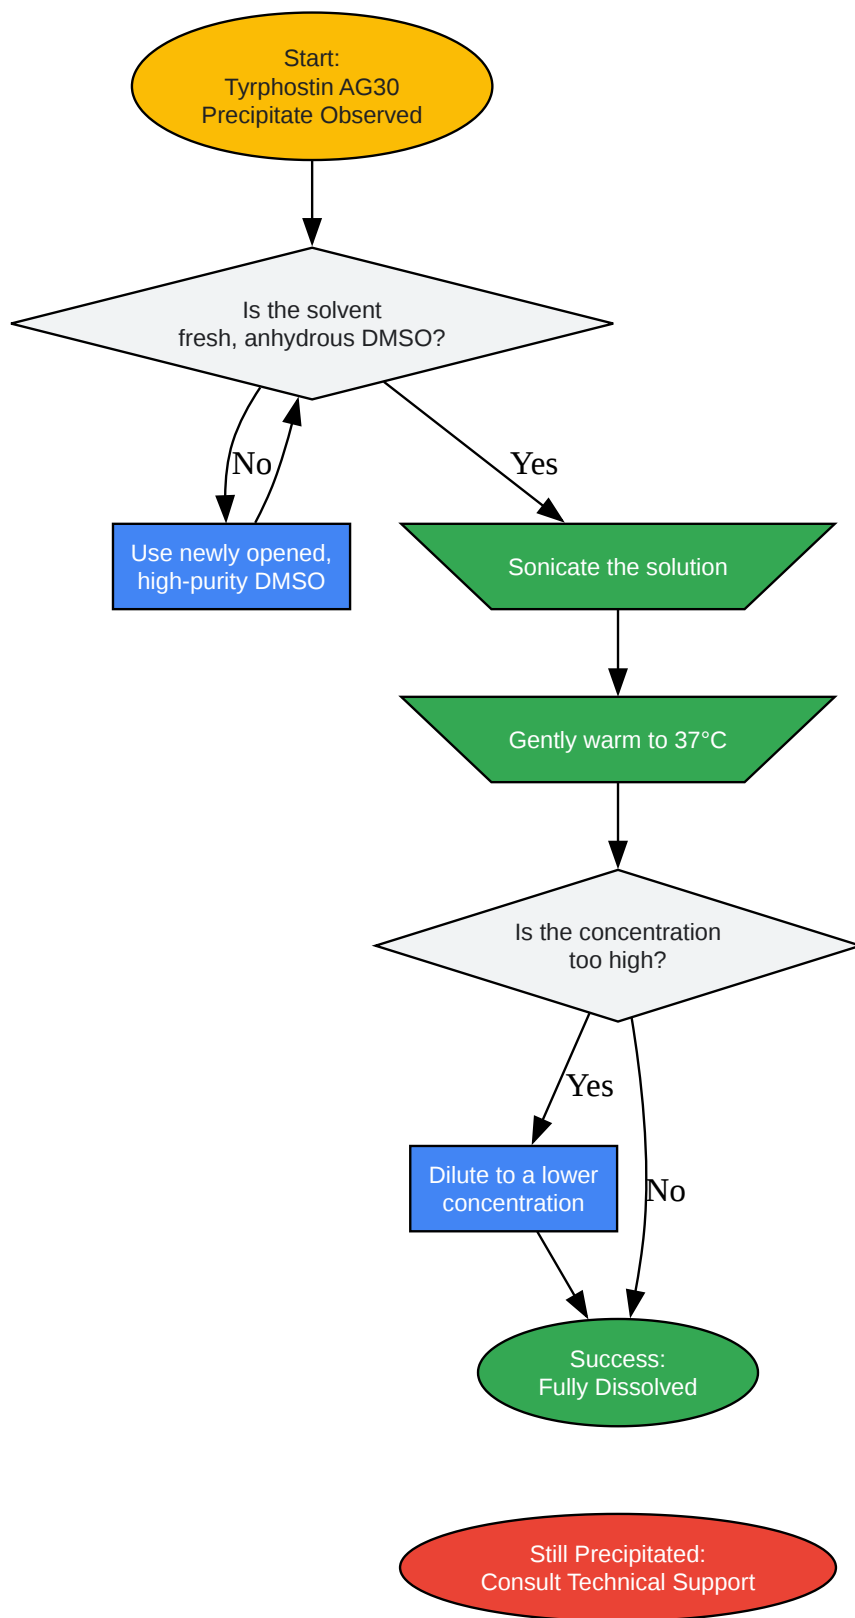 Start:
Tyrphostin AG30
Precipitate Observed
Is the solvent
fresh, anhydrous DMSO?
No
Yes
Use newly opened,
high-purity DMSO
Sonicate the solution
Gently warm to 37°C
Is the concentration
too high?
Yes
Dilute to a lower
concentration
No
Success:
Fully Dissolved
Still Precipitated:
Consult Technical Support